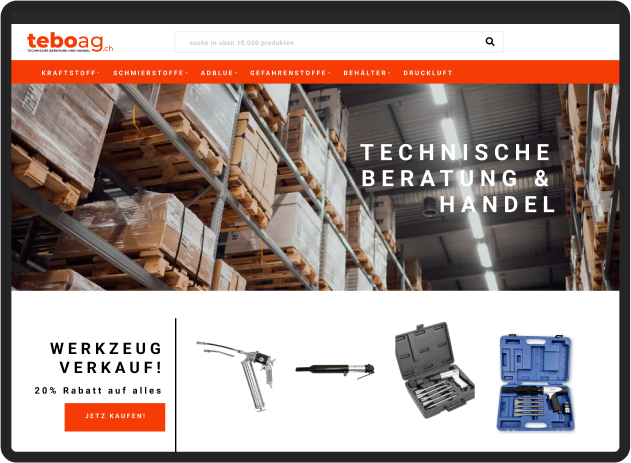 teboag.ch
TECHNISCHE BERATUNG UND HANDEL
suche in uben 10,000 produkten
KRAFTSTOFF SCHMIERSTOFFE ADBLUE GEFAHRENSTOFFE BEHÄLTER DRUCKLUFT
TECHNISCHE
BERATUNG &
HANDEL
WERKZEUG
VERKAUF!
20% Rabatt auf alles
JETZ KAUFEN!